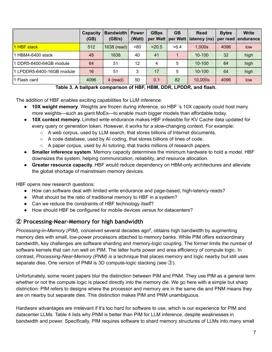 Capacity (GB) Bandwidth (GB/s) Power (Watt) GBps per Watt GB per Watt Read latency (ns) Bytes per read Write endurance
1 HBF stack 512 1638 (read) <80 >20.5 >6.4 1,000s 4096 low
1 HBM4-6400 stack 48 1638 40 41 1 10-100 32 high
1 DDR5-6400-64GB module 64 51 12 4 5 10-100 64 high
1 LPDDR5-6400-16GB module 16 51 3 17 5 10-100 64 high
1 Flash card 4096 4 (read) 50 0.1 82 10,000s 4096 low
Table 3. A ballpark comparison of HBF, HBM, DDR, LPDDR, and flash.
The addition of HBF enables exciting capabilities for LLM inference:
● 10X weight memory. Weights are frozen during inference, so HBF's 10X capacity could host many
more weights—such as giant MoEs—to enable much bigger models than affordable today.
● 10X context memory. Limited write endurance makes HBF infeasible for KV Cache data updated for
every query or generation token. However, it works for a slow-changing context. For example:
○ A web corpus, used by LLM search, that stores billions of Internet documents.
○ A code database, used by AI coding, that stores billions of lines of code.
○ A paper corpus, used by AI tutoring, that tracks millions of research papers.
● Smaller inference system. Memory capacity determines the minimum hardware to hold a model. HBF
downsizes the system, helping communication, reliability, and resource allocation.
● Greater resource capacity. HBF would reduce dependency on HBM-only architectures and alleviate
the global shortage of mainstream memory devices.
HBF opens new research questions:
● How can software deal with limited write endurance and page-based, high-latency reads?
● What should be the ratio of traditional memory to HBF in a system?
● Can we reduce the constraints of HBF technology itself?
● How should HBF be configured for mobile devices versus for datacenters?
② Processing-Near-Memory for high bandwidth
Processing-in-Memory (PIM), conceived several decades ago⁶, obtains high bandwidth by augmenting
memory dies with small, low-power processors attached to memory banks. While PIM offers extraordinary
bandwidth, key challenges are software sharding and memory-logic coupling. The former limits the number of
software kernels that can run well on PIM. The latter hurts power and area efficiency of compute logic. In
contrast, Processing-Near-Memory (PNM) is a technique that places memory and logic nearby but still uses
separate dies. One version of PNM is 3D compute-logic stacking (see ③).
Unfortunately, some recent papers blur the distinction between PIM and PNM. They use PIM as a general term
whether or not the compute logic is placed directly into the memory die. We go here with a simple but sharp
distinction: PIM refers to designs where the processor and memory are in the same die and PNM means they
are on nearby but separate dies. This distinction makes PIM and PNM unambiguous.
Hardware advantages are irrelevant if it's too hard for software to use, which is our experience for PIM and
datacenter LLMs. Table 4 lists why PNM is better than PIM for LLM inference, despite weaknesses in
bandwidth and power. Specifically, PIM requires software to shard memory structures of LLMs into many small